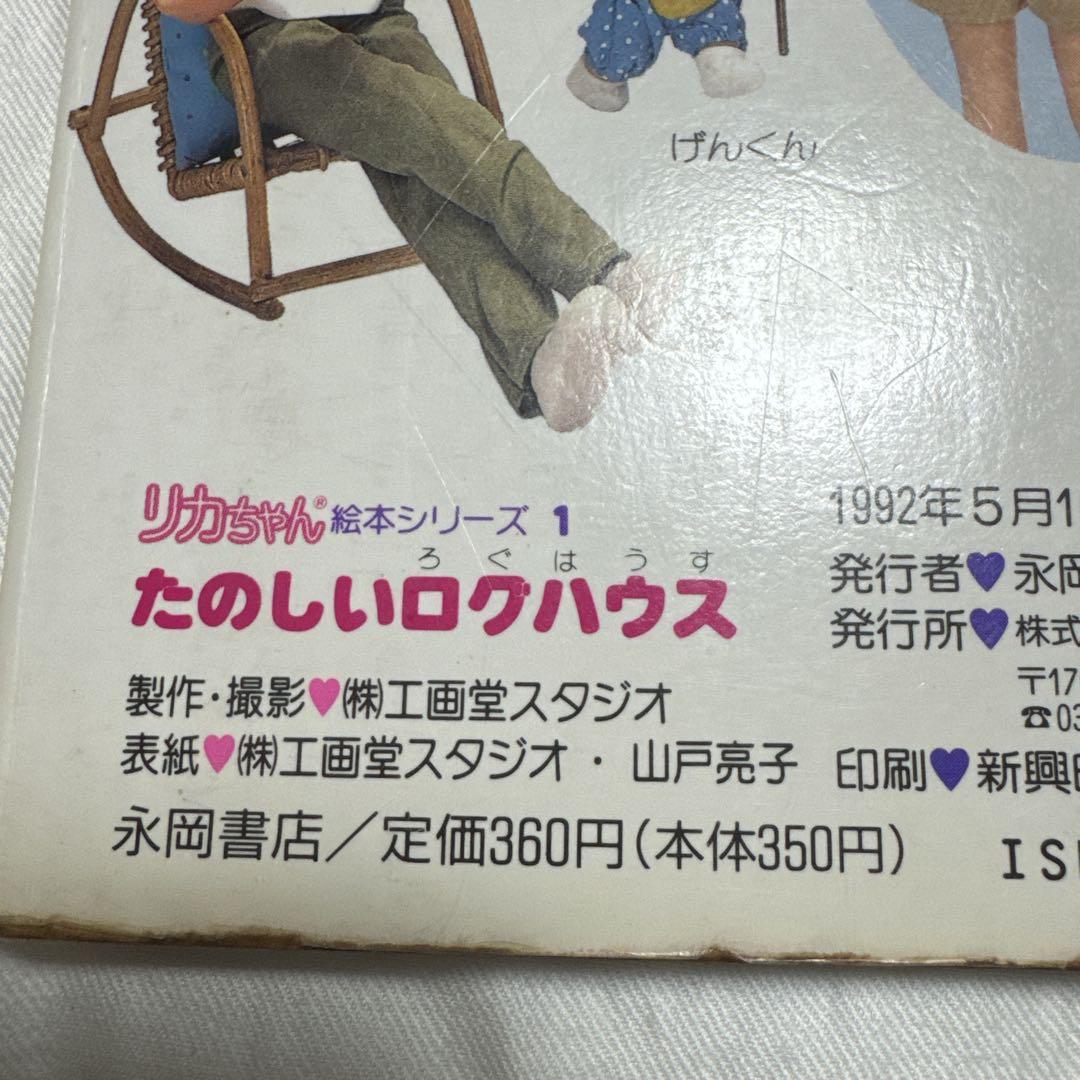 げんくん
リカちゃん® 絵本シリーズ 1
ろぐはうす
たのしいログハウス
製作・撮影♥㈱工画堂スタジオ
表紙♥㈱工画堂スタジオ・山戸亮子
永岡書店／定価360円(本体350円)
1992年5月1
発行者♥永岡
発行所♥株式
〒17
☎03
印刷♥新興
IS